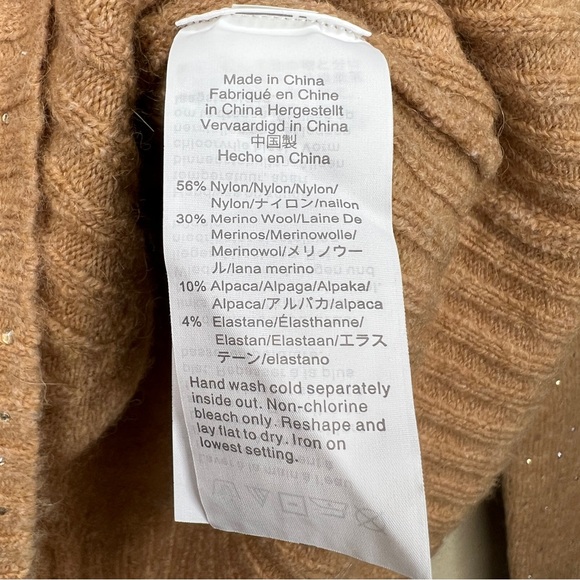 Made in China
Fabriqué en Chine
in China Hergestellt
Vervaardigd in China
中国製
Hecho en China
56% Nylon/Nylon/Nylon/
Nylon/ナイロン/nailon
30% Merino Wool/Laine De
Merinos/Merinowolle/
Merinowol/メリノウー
ル/lana merino
10% Alpaca/Alpaga/Alpaka/
Alpaca/アルパカ/alpaca
4% Elastane/Élasthanne/
Elastan/Elastaan/エラス
テーン/elastano
Hand wash cold separately
inside out. Non-chlorine
bleach only. Reshape and
lay flat to dry. Iron on
lowest setting.